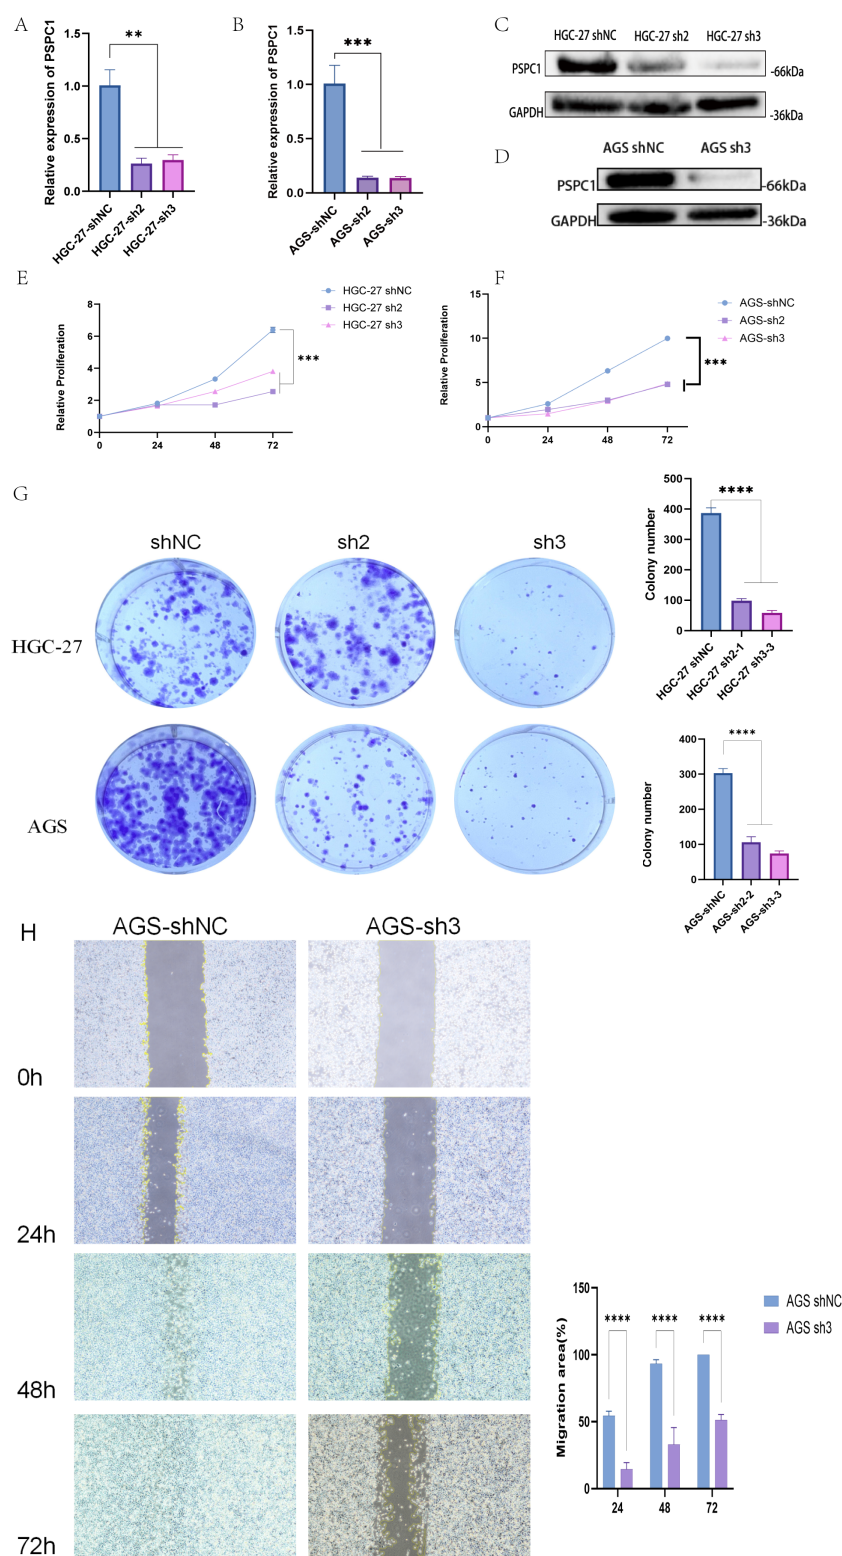 A
Relative expression of PSPC1
1.5
1.0
0.5
0.0
**
HGC-27-shNC
HGC-27-sh2
HGC-27-sh3
B
Relative expression of PSPC1
1.5
1.0
0.5
0.0
***
AGS-shNC
AGS-sh2
AGS-sh3
C
HGC-27 shNC HGC-27 sh2 HGC-27 sh3
PSPC1 -66kDa
GAPDH -36kDa
D
AGS shNC AGS sh3
PSPC1 -66kDa
GAPDH -36kDa
E
Relative Proliferation
8
6
4
2
0
0 24 48 72
***
HGC-27 shNC
HGC-27 sh2
HGC-27 sh3
F
Relative Proliferation
15
10
5
0
0 24 48 72
***
AGS-shNC
AGS-sh2
AGS-sh3
G
shNC sh2 sh3
HGC-27
AGS
Colony number
500
400
300
200
100
0
****
HGC-27 shNC
HGC-27 sh2-1
HGC-27 sh3-3
Colony number
400
300
200
100
0
****
AGS-shNC
AGS-sh2-2
AGS-sh3-3
H
AGS-shNC AGS-sh3
0h
24h
48h
72h
Migration area(%)
150
100
50
0
**** **** ****
24 48 72
AGS shNC
AGS sh3